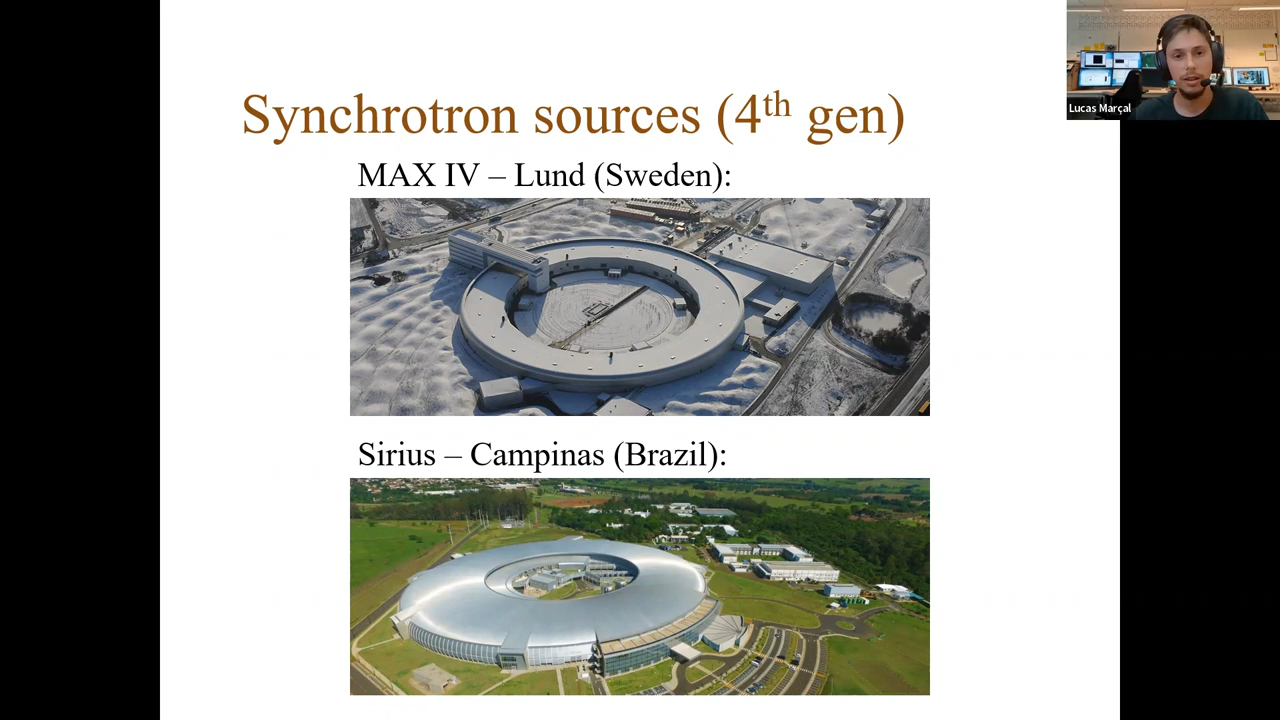 Synchrotron sources (4th gen)
MAX IV – Lund (Sweden):
Sirius – Campinas (Brazil):
Lucas Marçal